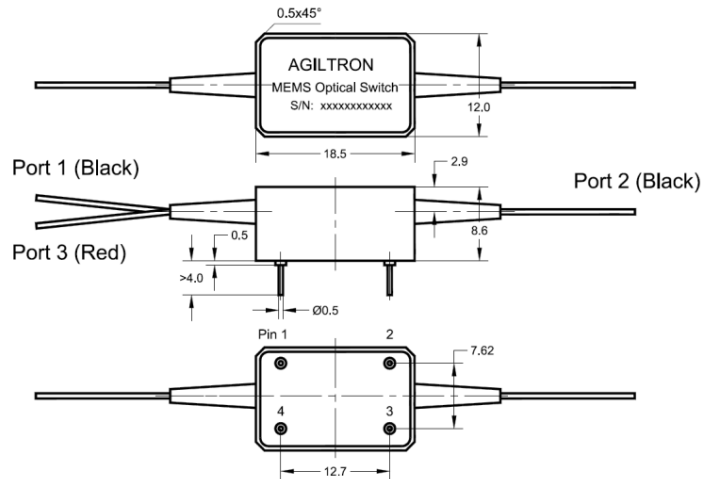 0.5x45°
AGILTRON
MEMS Optical Switch
S/N: xxxxxxxxxxxx
12.0
18.5
Port 1 (Black)
2.9
Port 2 (Black)
8.6
Port 3 (Red)
0.5
>4.0
Ø0.5
Pin 1
2
7.62
4
3
12.7